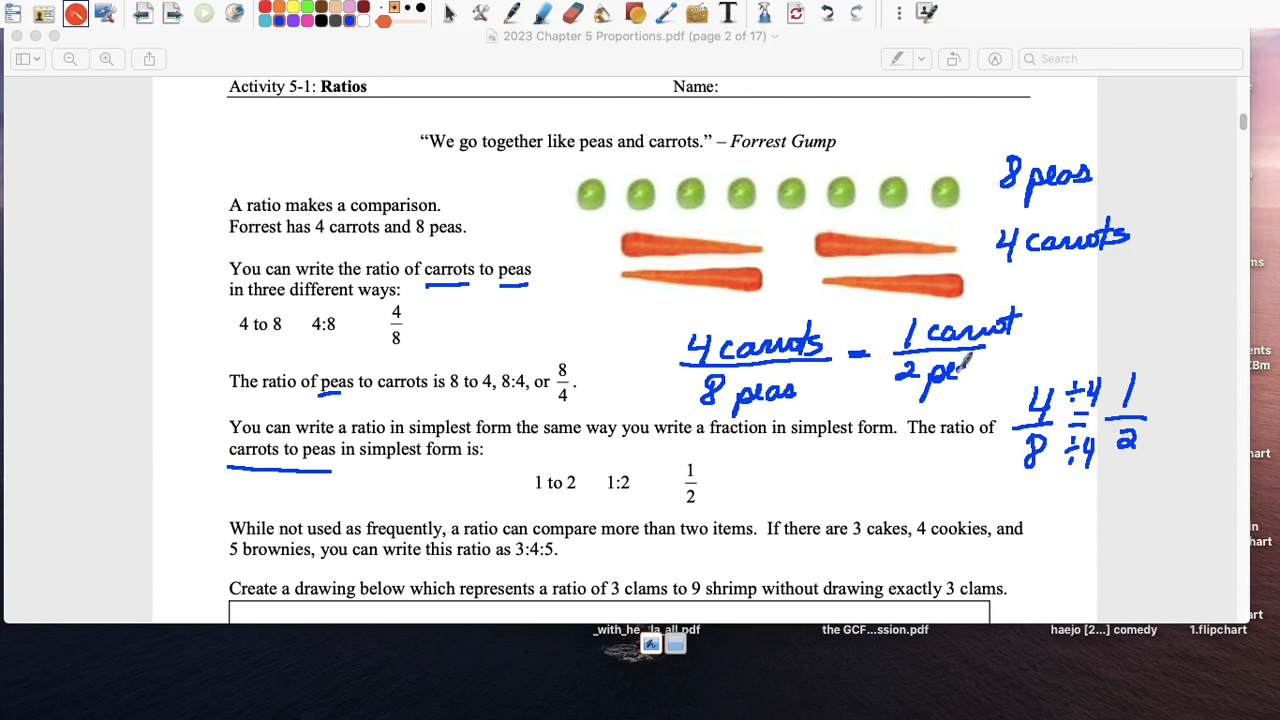 2023 Chapter 5 Proportions.pdf (page 2 of 17)
Search
Activity 5-1: Ratios Name:
“We go together like peas and carrots.” – Forrest Gump
8 peas
A ratio makes a comparison.
Forrest has 4 carrots and 8 peas.
4 carrots
You can write the ratio of carrots to peas
in three different ways:
4 to 8 4:8 4/8
4 carrots/8 peas = 1 carrot/2 pe
The ratio of peas to carrots is 8 to 4, 8:4, or 8/4.
4/8 ÷4/÷4 = 1/2
You can write a ratio in simplest form the same way you write a fraction in simplest form. The ratio of
carrots to peas in simplest form is:
1 to 2 1:2 1/2
While not used as frequently, a ratio can compare more than two items. If there are 3 cakes, 4 cookies, and
5 brownies, you can write this ratio as 3:4:5.
Create a drawing below which represents a ratio of 3 clams to 9 shrimp without drawing exactly 3 clams.
the GCF...ssion.pdf
haejo [2...] comedy
1.flipchart